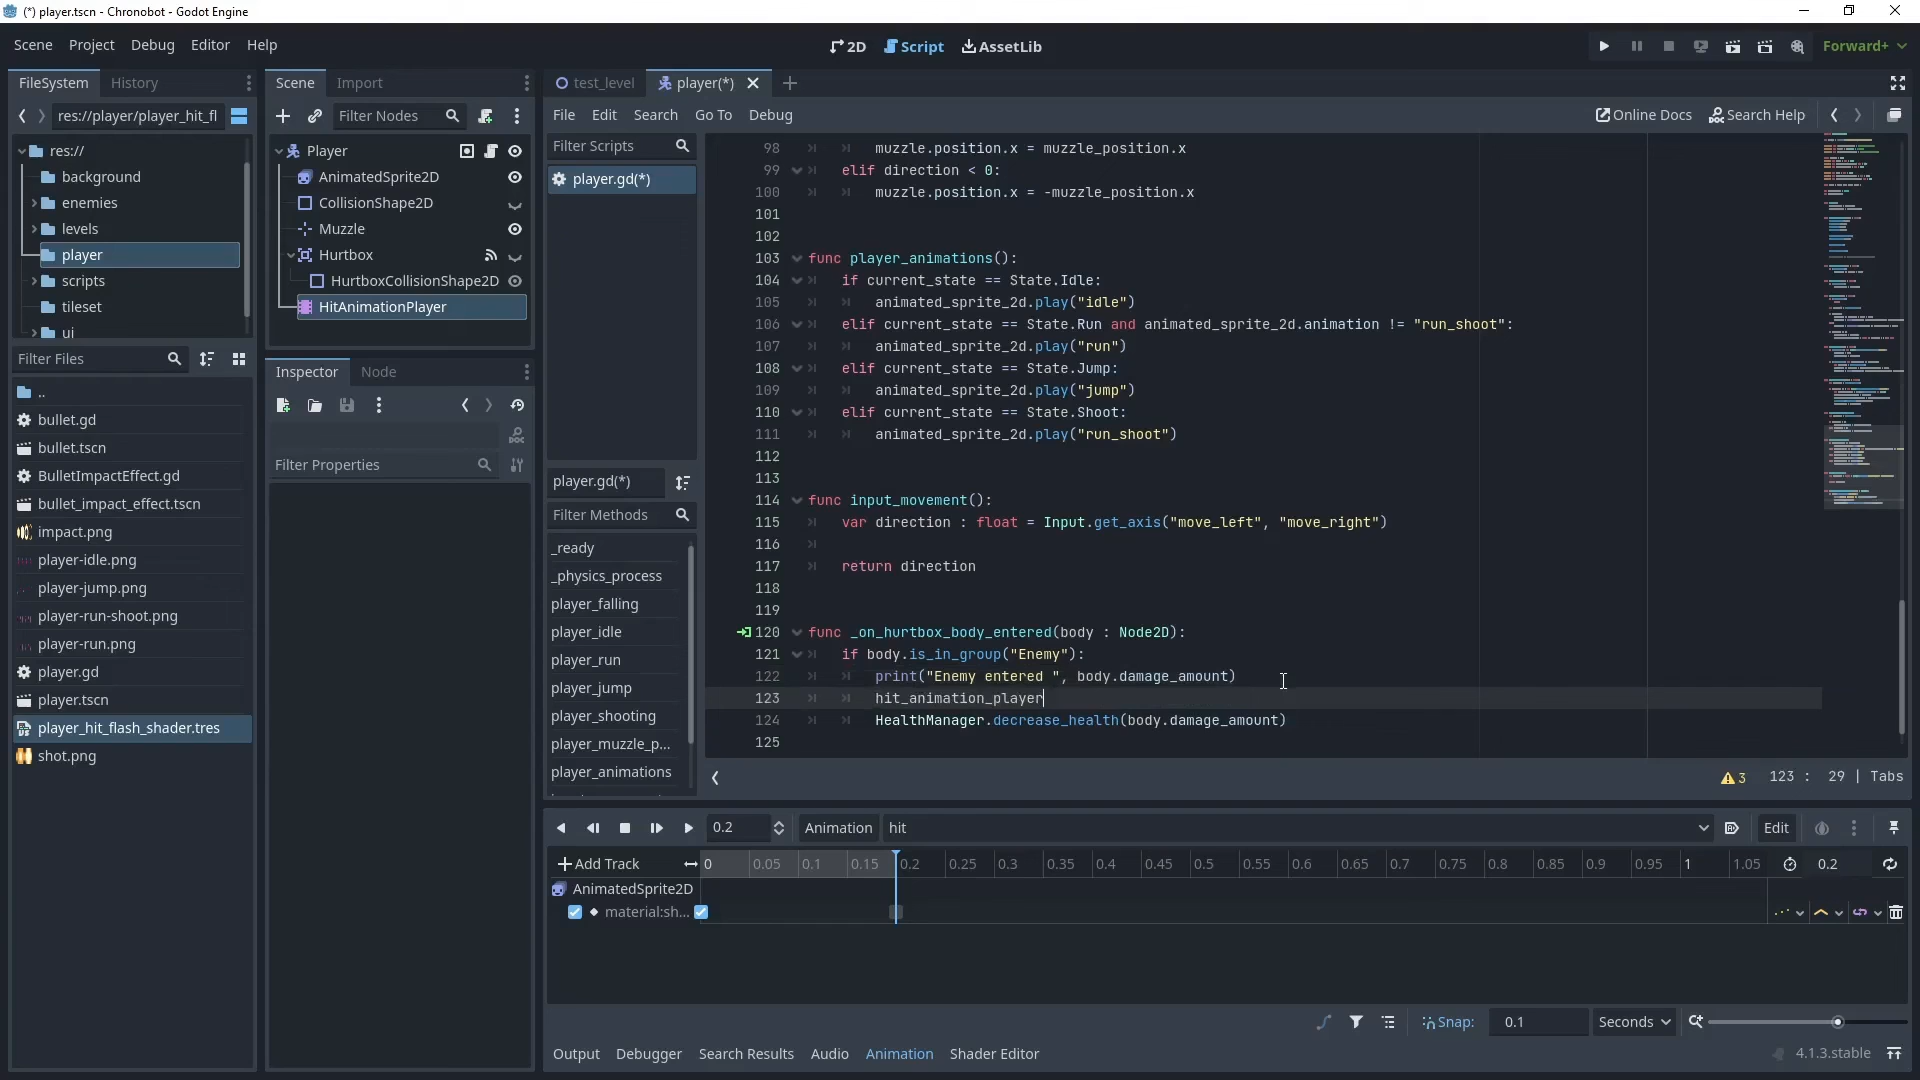 (*) player.tscn - Chronobot - Godot Engine
Scene Project Debug Editor Help
2D Script AssetLib
Forward+
FileSystem History
res://player/player_hit_fl
res://
background
enemies
levels
player
scripts
tileset
ui
Filter Files
..
bullet.gd
bullet.tscn
BulletImpactEffect.gd
bullet_impact_effect.tscn
impact.png
player-idle.png
player-jump.png
player-run-shoot.png
player-run.png
player.gd
player.tscn
player_hit_flash_shader.tres
shot.png
Scene Import
Filter Nodes
Player
AnimatedSprite2D
CollisionShape2D
Muzzle
Hurtbox
HurtboxCollisionShape2D
HitAnimationPlayer
Inspector Node
Filter Properties
test_level player(*)
File Edit Search Go To Debug
Online Docs Search Help
Filter Scripts
player.gd(*)
player.gd(*)
Filter Methods
_ready
_physics_process
player_falling
player_idle
player_run
player_jump
player_shooting
player_muzzle_p...
player_animations
98 muzzle.position.x = muzzle_position.x
99 elif direction < 0:
100 muzzle.position.x = -muzzle_position.x
101
102
103 func player_animations():
104 if current_state == State.Idle:
105 animated_sprite_2d.play("idle")
106 elif current_state == State.Run and animated_sprite_2d.animation != "run_shoot":
107 animated_sprite_2d.play("run")
108 elif current_state == State.Jump:
109 animated_sprite_2d.play("jump")
110 elif current_state == State.Shoot:
111 animated_sprite_2d.play("run_shoot")
112
113
114 func input_movement():
115 var direction : float = Input.get_axis("move_left", "move_right")
116
117 return direction
118
119
120 func _on_hurtbox_body_entered(body : Node2D):
121 if body.is_in_group("Enemy"):
122 print("Enemy entered ", body.damage_amount)
123 hit_animation_player
124 HealthManager.decrease_health(body.damage_amount)
125
3 123 : 29 | Tabs
0.2 Animation hit Edit
Add Track 0 0.05 0.1 0.15 0.2 0.25 0.3 0.35 0.4 0.45 0.5 0.55 0.6 0.65 0.7 0.75 0.8 0.85 0.9 0.95 1 1.05 0.2
AnimatedSprite2D
material:sh...
Snap: 0.1 Seconds
Output Debugger Search Results Audio Animation Shader Editor
4.1.3.stable